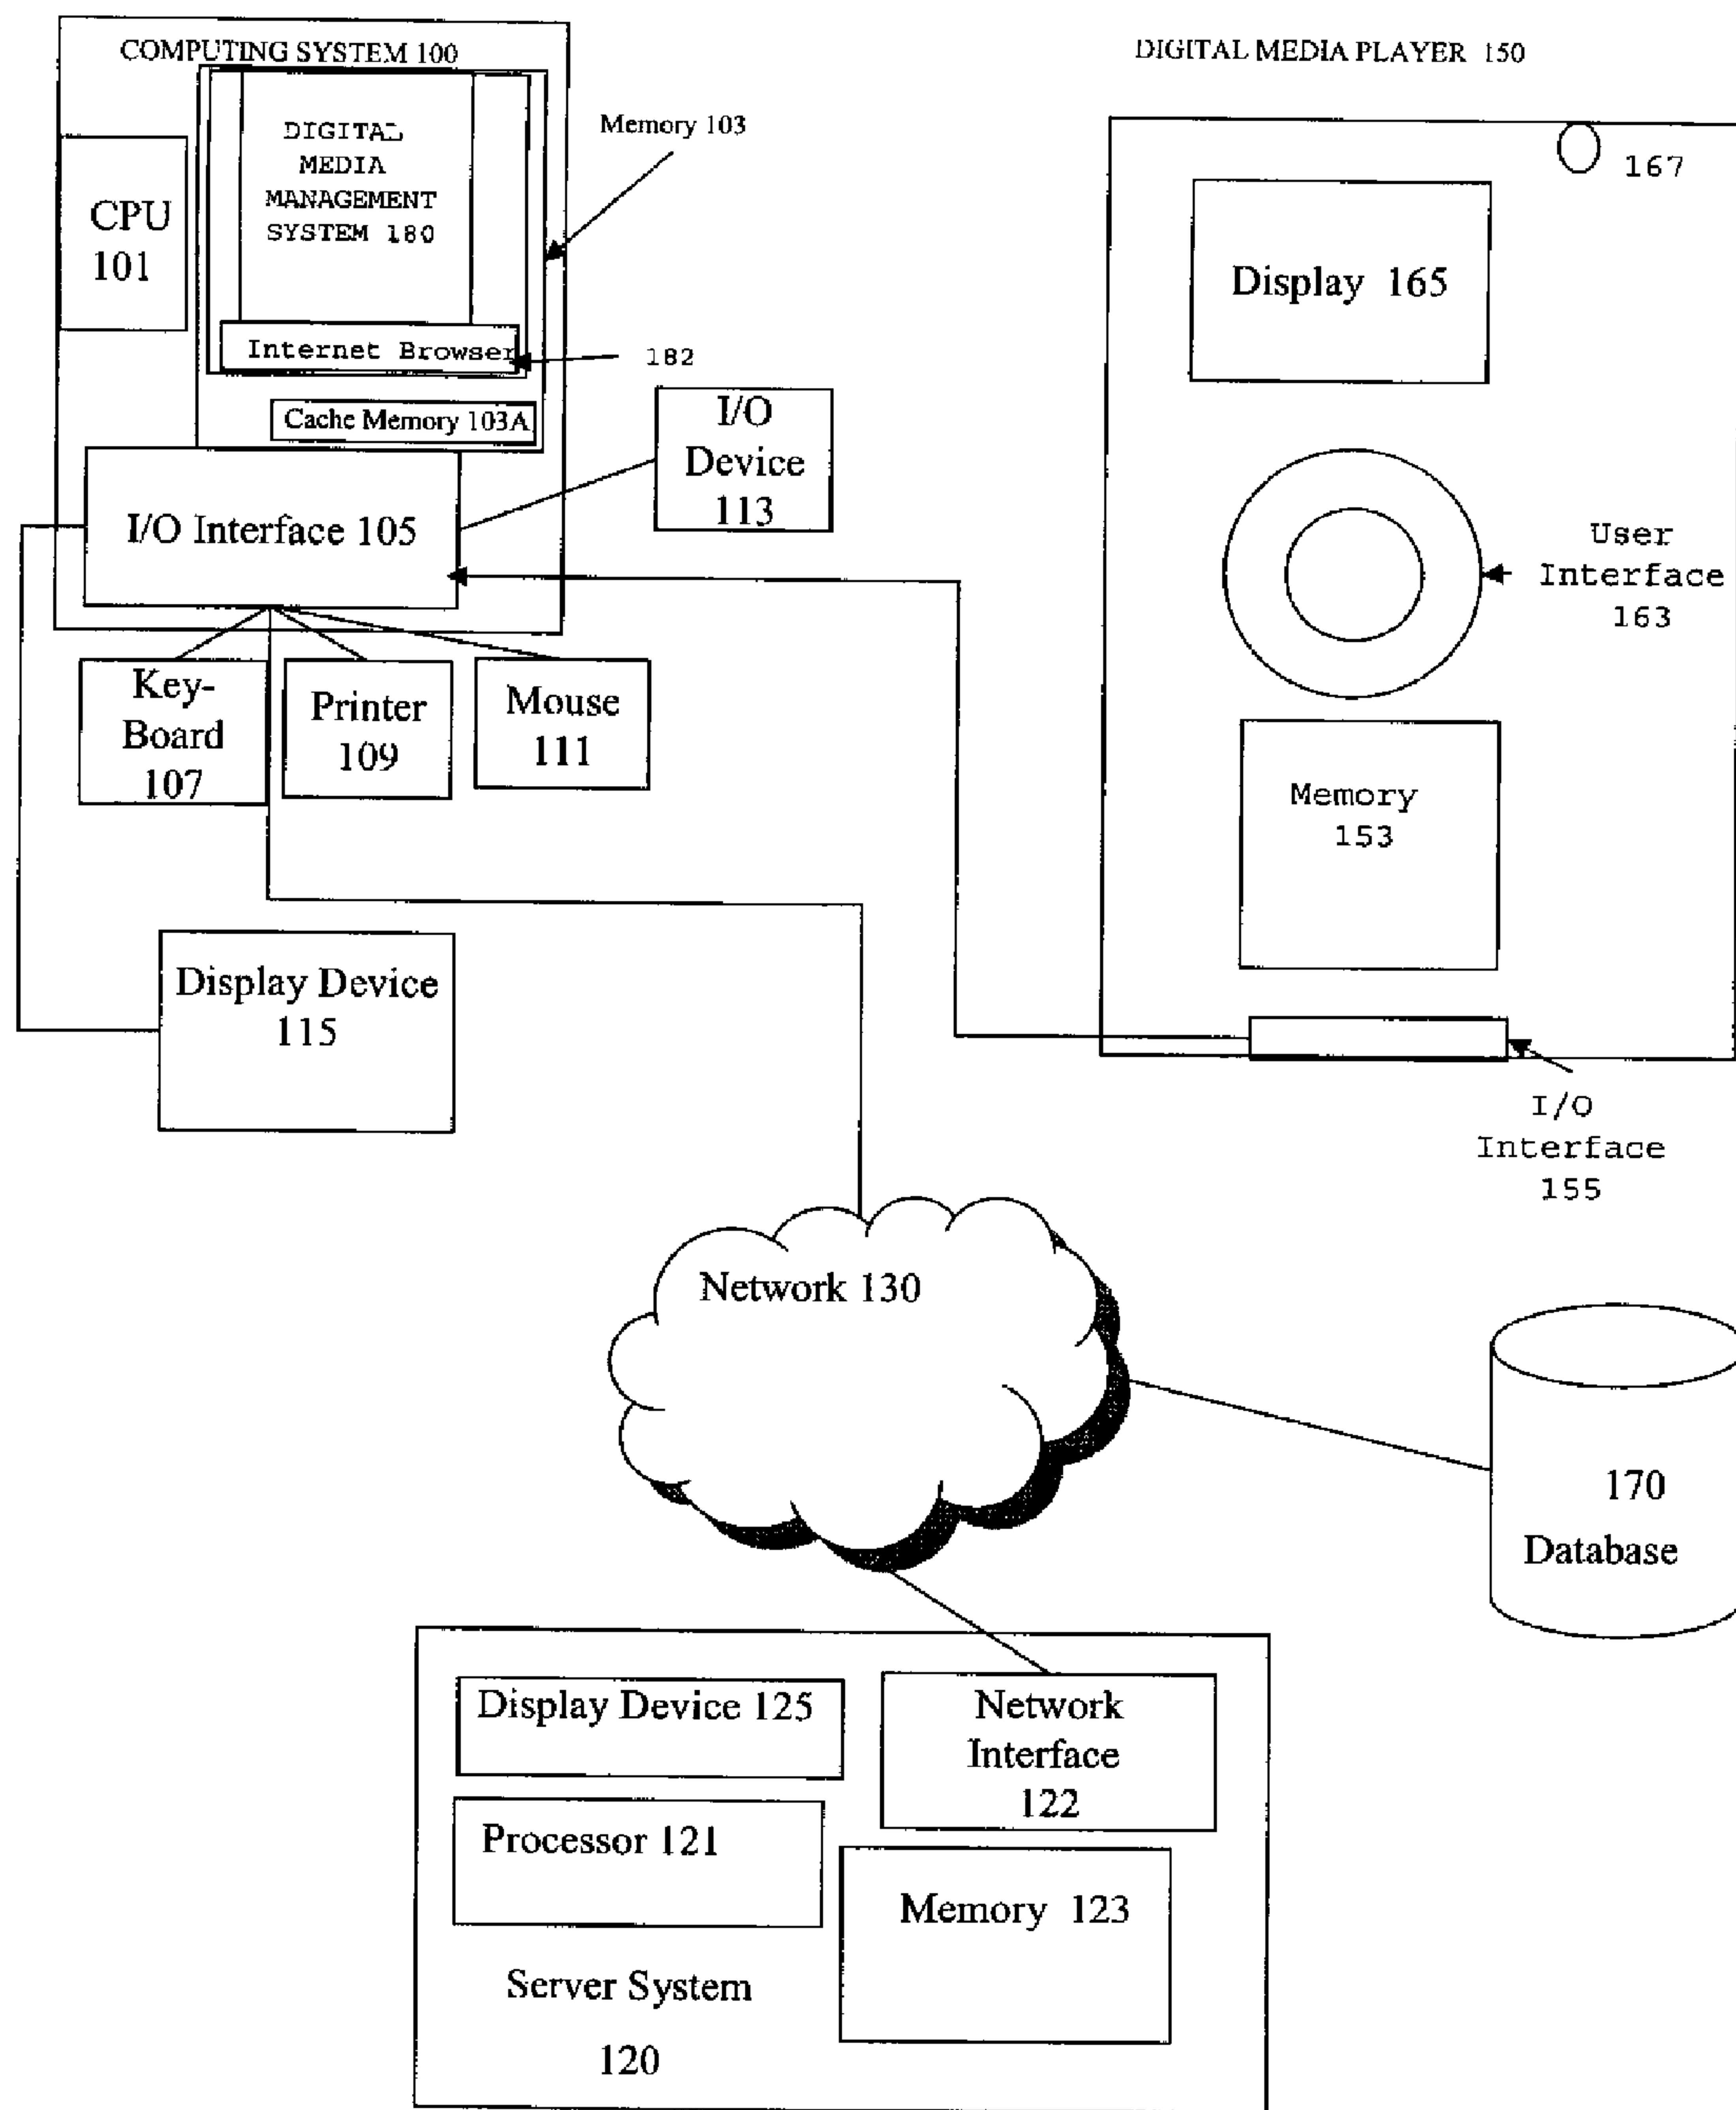 COMPUTING SYSTEM 100
DIGITAL
MEDIA
MANAGEMENT
SYSTEM 180
CPU
101
Memory 103
Internet Browser
182
Cache Memory 103A
I/O
Device
113
I/O Interface 105
Key-
Board
107
Printer
109
Mouse
111
Display Device
115
DIGITAL MEDIA PLAYER 150
167
Display 165
User
Interface
163
Memory
153
I/O
Interface
155
Network 130
170
Database
Display Device 125
Network
Interface
122
Processor 121
Memory 123
Server System
120